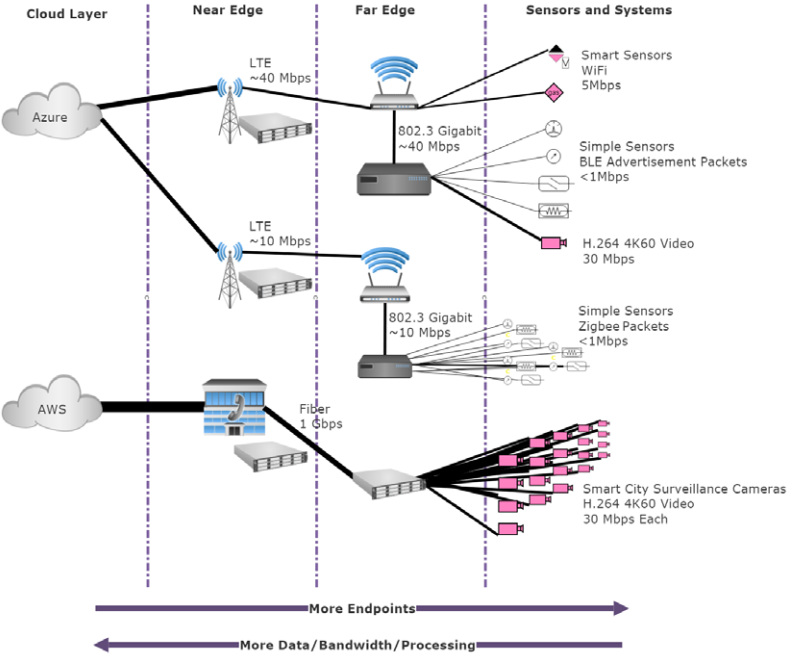 Cloud Layer
Near Edge
Far Edge
Sensors and Systems
LTE
~40 Mbps
Smart Sensors
WiFi
5Mbps
gas
Azure
802.3 Gigabit
~40 Mbps
Simple Sensors
BLE Advertisement Packets
<1Mbps
LTE
~10 Mbps
H.264 4K60 Video
30 Mbps
802.3 Gigabit
~10 Mbps
Simple Sensors
Zigbee Packets
<1Mbps
AWS
Fiber
1 Gbps
Smart City Surveillance Cameras
H.264 4K60 Video
30 Mbps Each
More Endpoints
More Data/Bandwidth/Processing